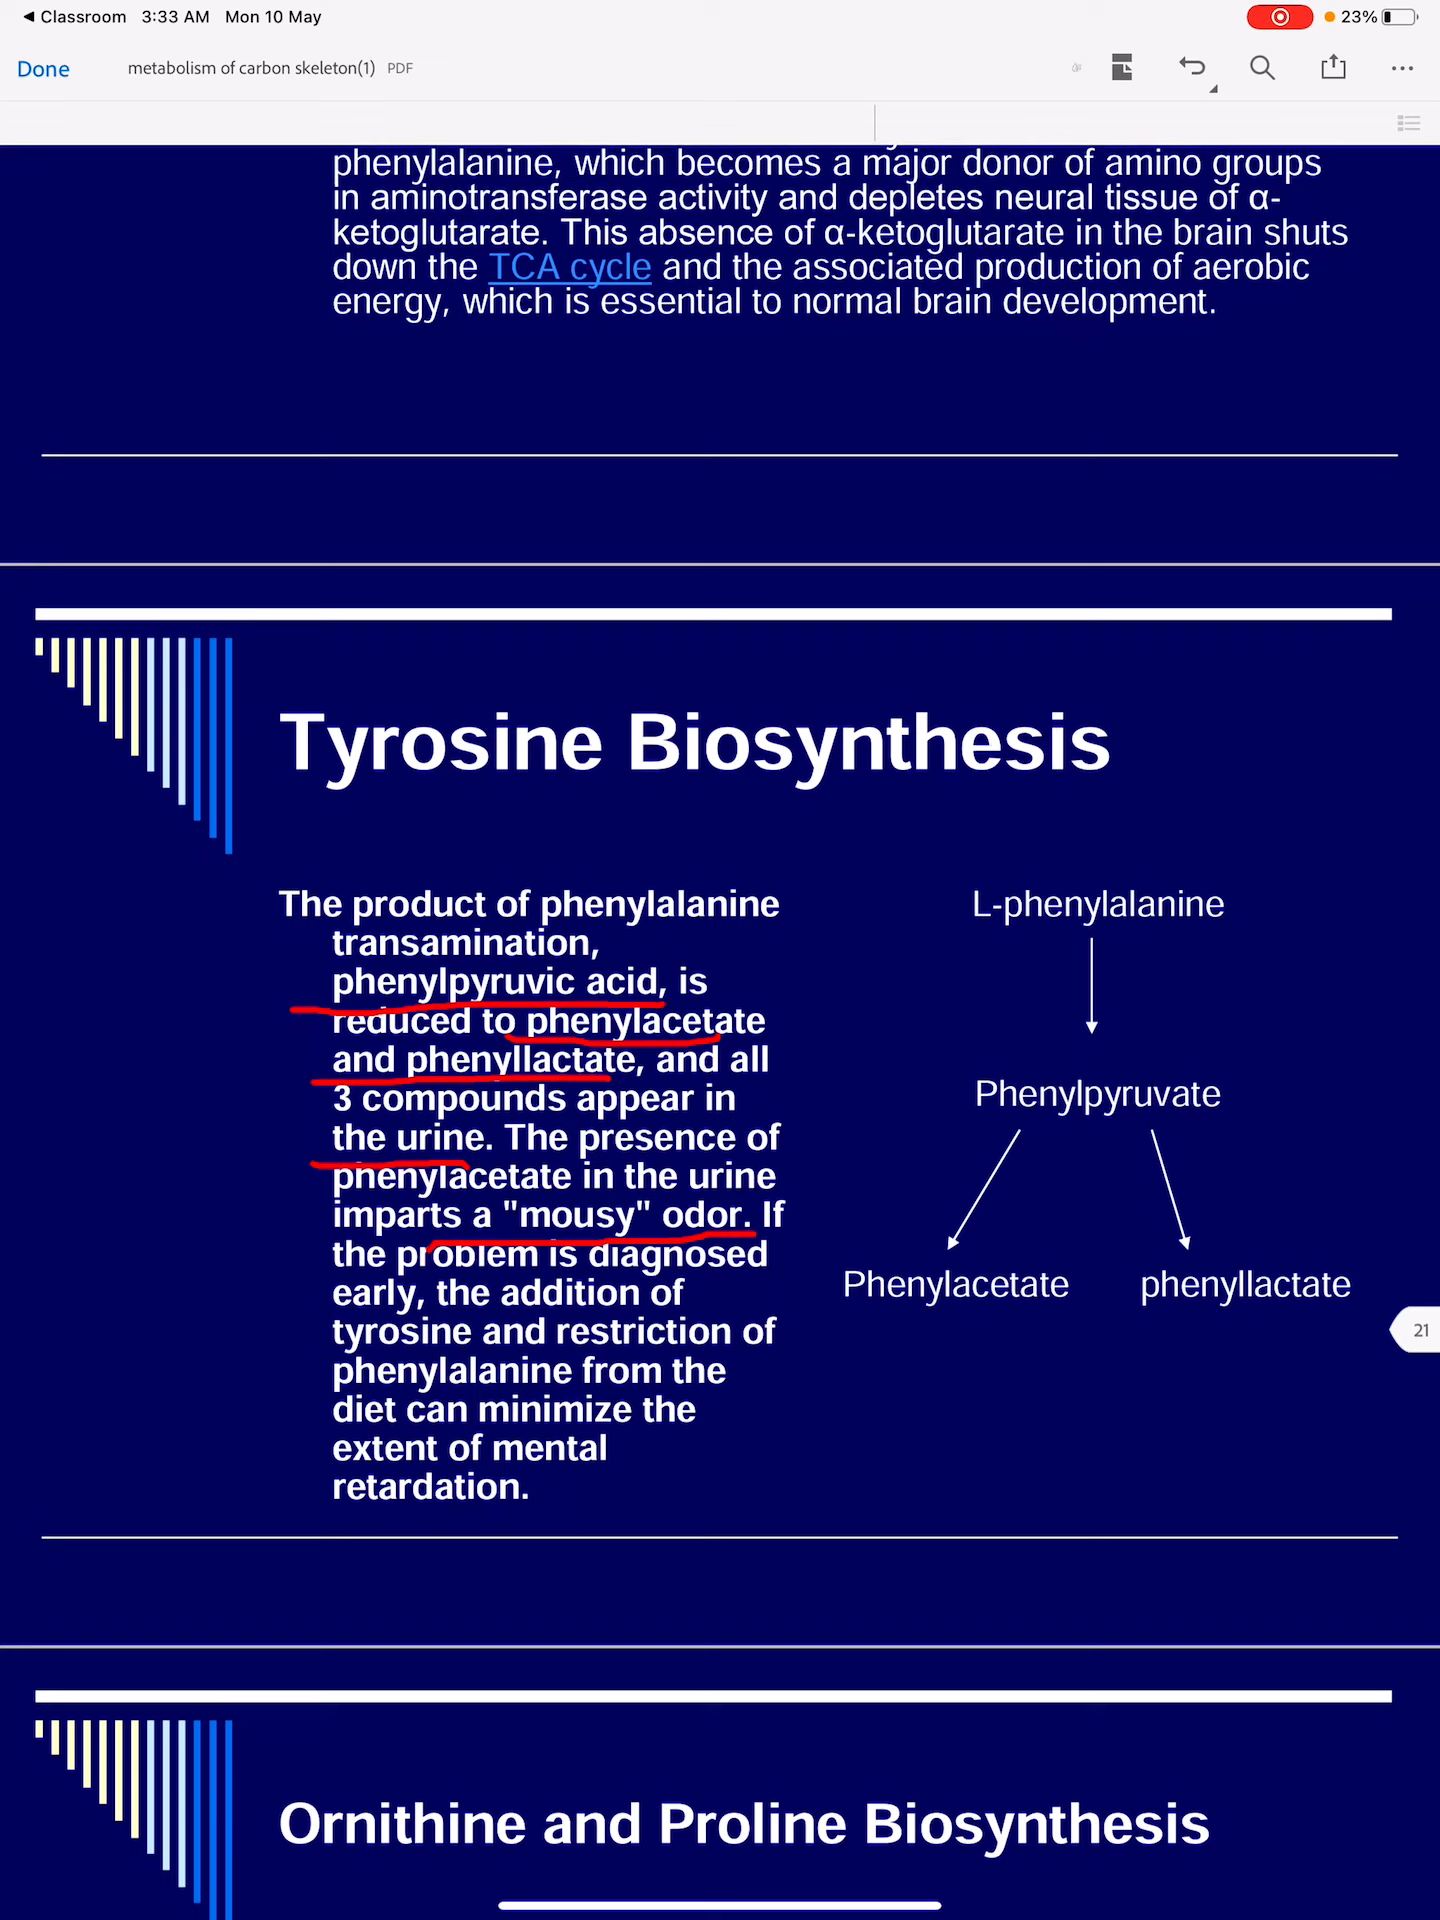 Classroom 3:33 AM Mon 10 May 23%
Done metabolism of carbon skeleton(1) PDF
phenylalanine, which becomes a major donor of amino groups
in aminotransferase activity and depletes neural tissue of α-
ketoglutarate. This absence of α-ketoglutarate in the brain shuts
down the TCA cycle and the associated production of aerobic
energy, which is essential to normal brain development.
Tyrosine Biosynthesis
The product of phenylalanine
transamination,
phenylpyruvic acid, is
reduced to phenylacetate
and phenyllactate, and all
3 compounds appear in
the urine. The presence of
phenylacetate in the urine
imparts a "mousy" odor. If
the problem is diagnosed
early, the addition of
tyrosine and restriction of
phenylalanine from the
diet can minimize the
extent of mental
retardation.
L-phenylalanine
Phenylpyruvate
Phenylacetate phenyllactate
21
Ornithine and Proline Biosynthesis